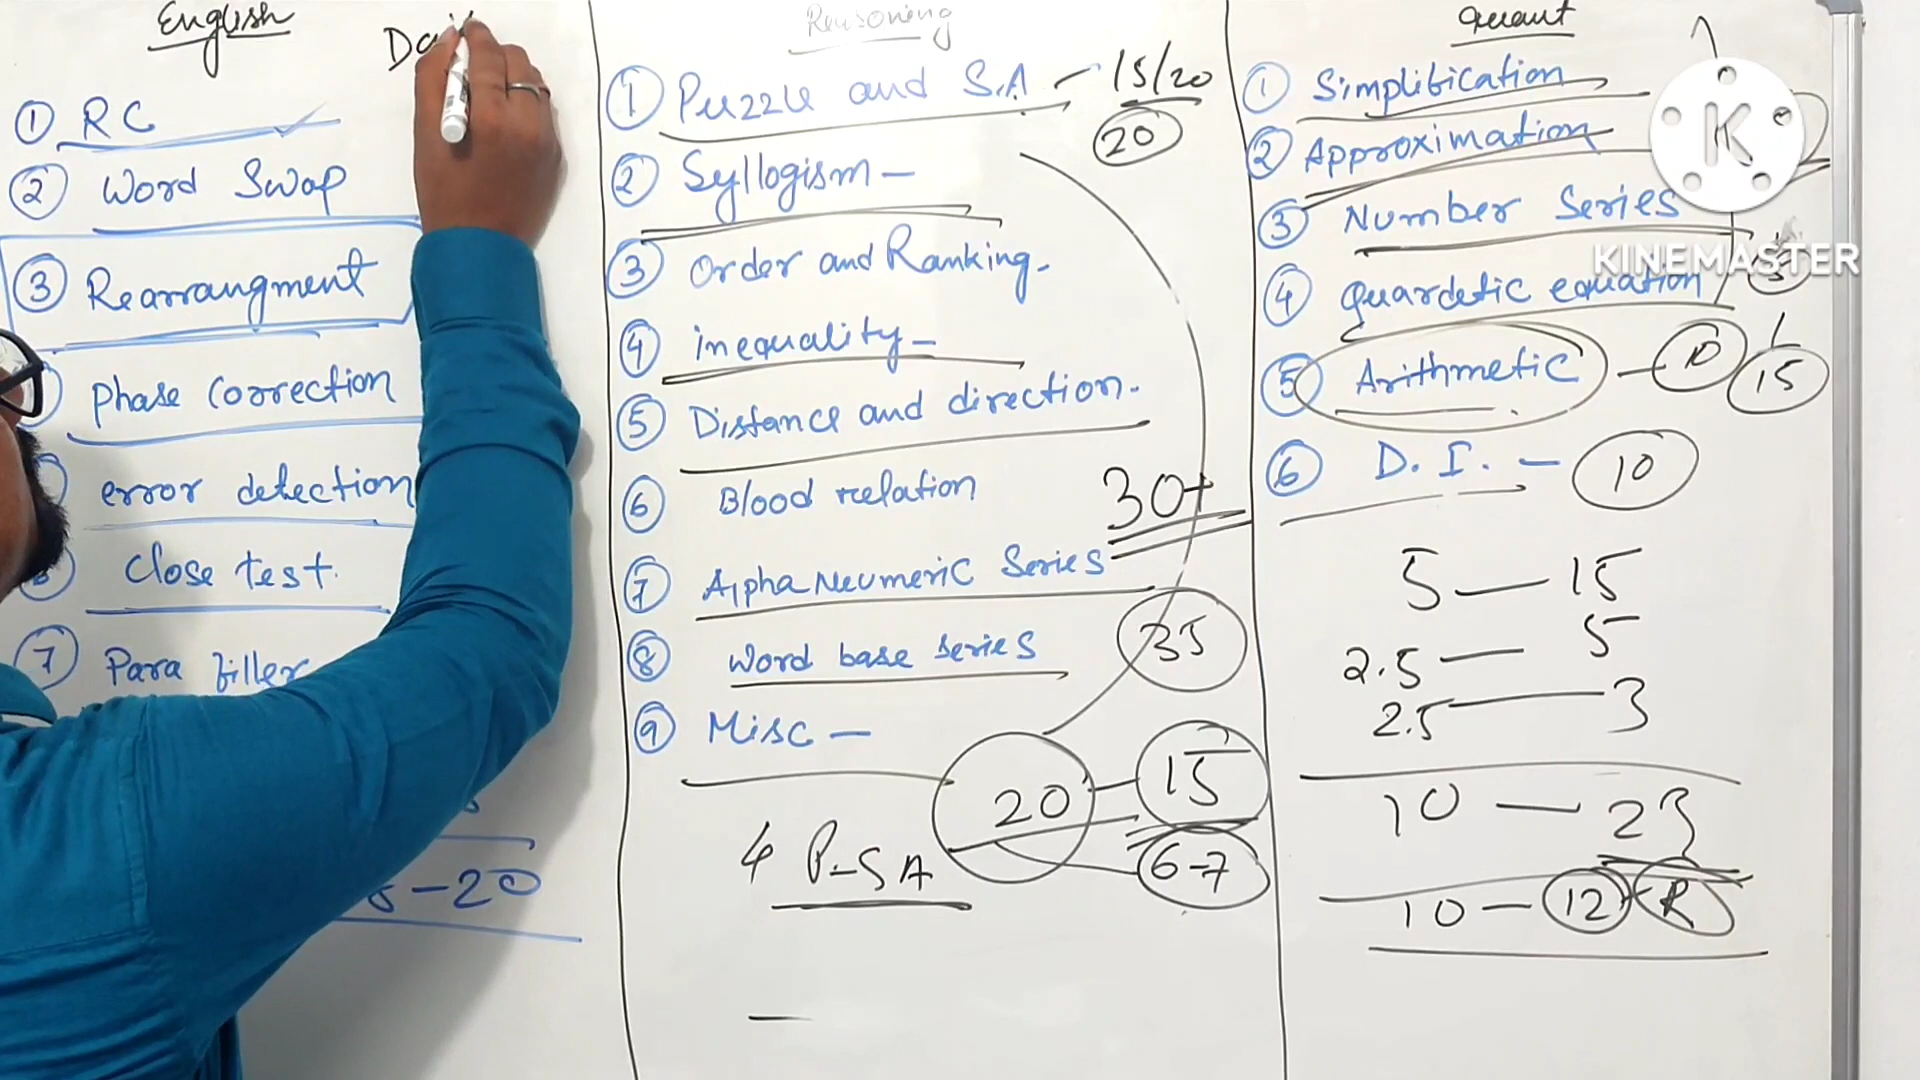 English
① RC
② Word Swap
③ Rearrangment
Phase Correction
error detection
Close test.
⑦ Para filler
- 20
Reasoning
① Puzzle and S.A - 15/20
20
② Syllogism -
③ Order and Ranking -
④ inequality -
⑤ Distance and direction -
⑥ Blood relation
30+
⑦ Alpha Neumeric Series
⑧ Word base series
35
⑨ Misc -
20 - 15
6-7
4 P-SA
Quant
① Simplification
② Approximation
③ Number Series
④ Quardetic equation
⑤ Arithmetic - 10
15
⑥ D.I. - 10
5 - 15
2.5 - 5
2.5 - 3
10 - 23
10 - 12 R
K
KINEMASTER